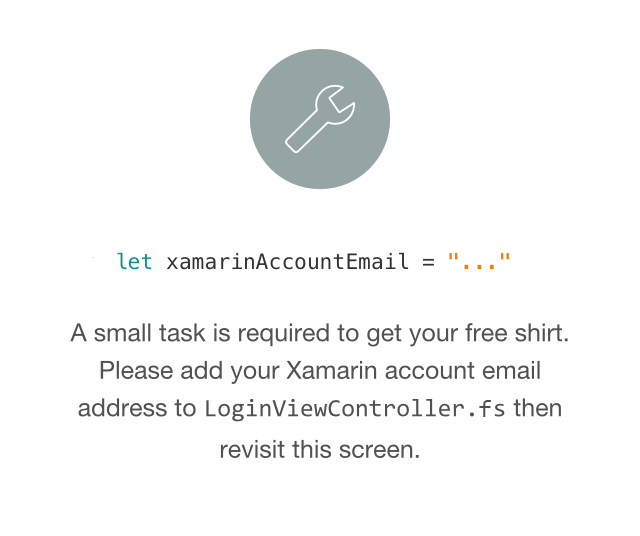 let xamarinAccountEmail = "..."
A small task is required to get your free shirt.
Please add your Xamarin account email
address to LoginViewController.fs then
revisit this screen.